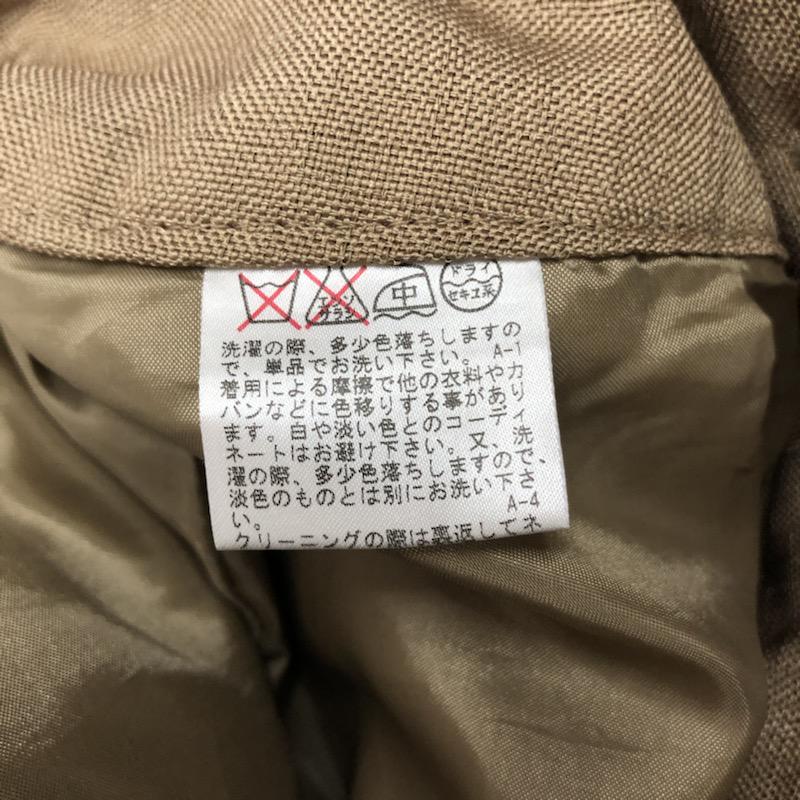 エンソ
サラシ
中
ドライ
セキユ系
洗濯の際、多少色落ちしますの
で、単品でお洗い下さい。 A-1
着用による摩擦で他の衣料やカ
バンなどに色移りする事があり
ます。白や淡い色とのコーディ
ネートはお避け下さい。又、洗
濯の際、多少色落ちしますので、
淡色のものとは別にお洗い下さ
い。 A-4
クリーニングの際は裏返してネ